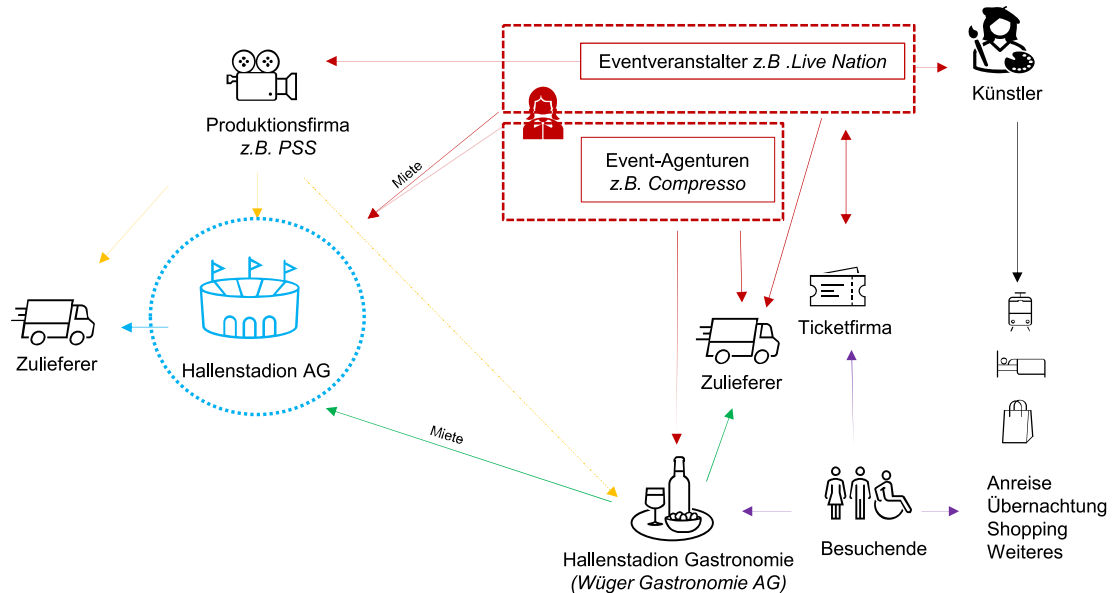 Eventveranstalter z.B .Live Nation
Künstler
Produktionsfirma
z.B. PSS
Event-Agenturen
z.B. Compresso
Miete
Zulieferer
Hallenstadion AG
Ticketfirma
Zulieferer
Miete
Anreise
Übernachtung
Shopping
Weiteres
Besuchende
Hallenstadion Gastronomie
(Wüger Gastronomie AG)